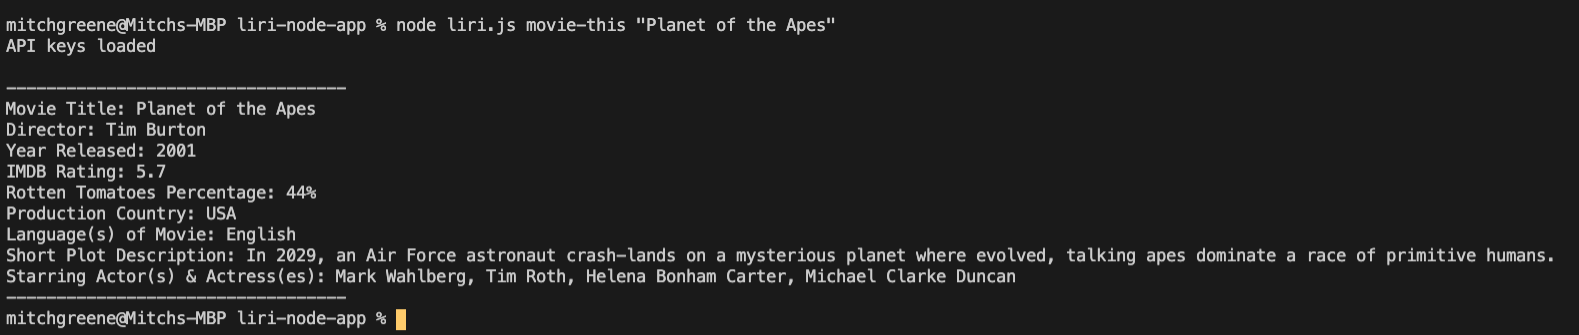 mitchgreene@Mitchs-MBP liri-node-app % node liri.js movie-this "Planet of the Apes"
API keys loaded
----------------------------------
Movie Title: Planet of the Apes
Director: Tim Burton
Year Released: 2001
IMDB Rating: 5.7
Rotten Tomatoes Percentage: 44%
Production Country: USA
Language(s) of Movie: English
Short Plot Description: In 2029, an Air Force astronaut crash-lands on a mysterious planet where evolved, talking apes dominate a race of primitive humans.
Starring Actor(s) & Actress(es): Mark Wahlberg, Tim Roth, Helena Bonham Carter, Michael Clarke Duncan
----------------------------------
mitchgreene@Mitchs-MBP liri-node-app %